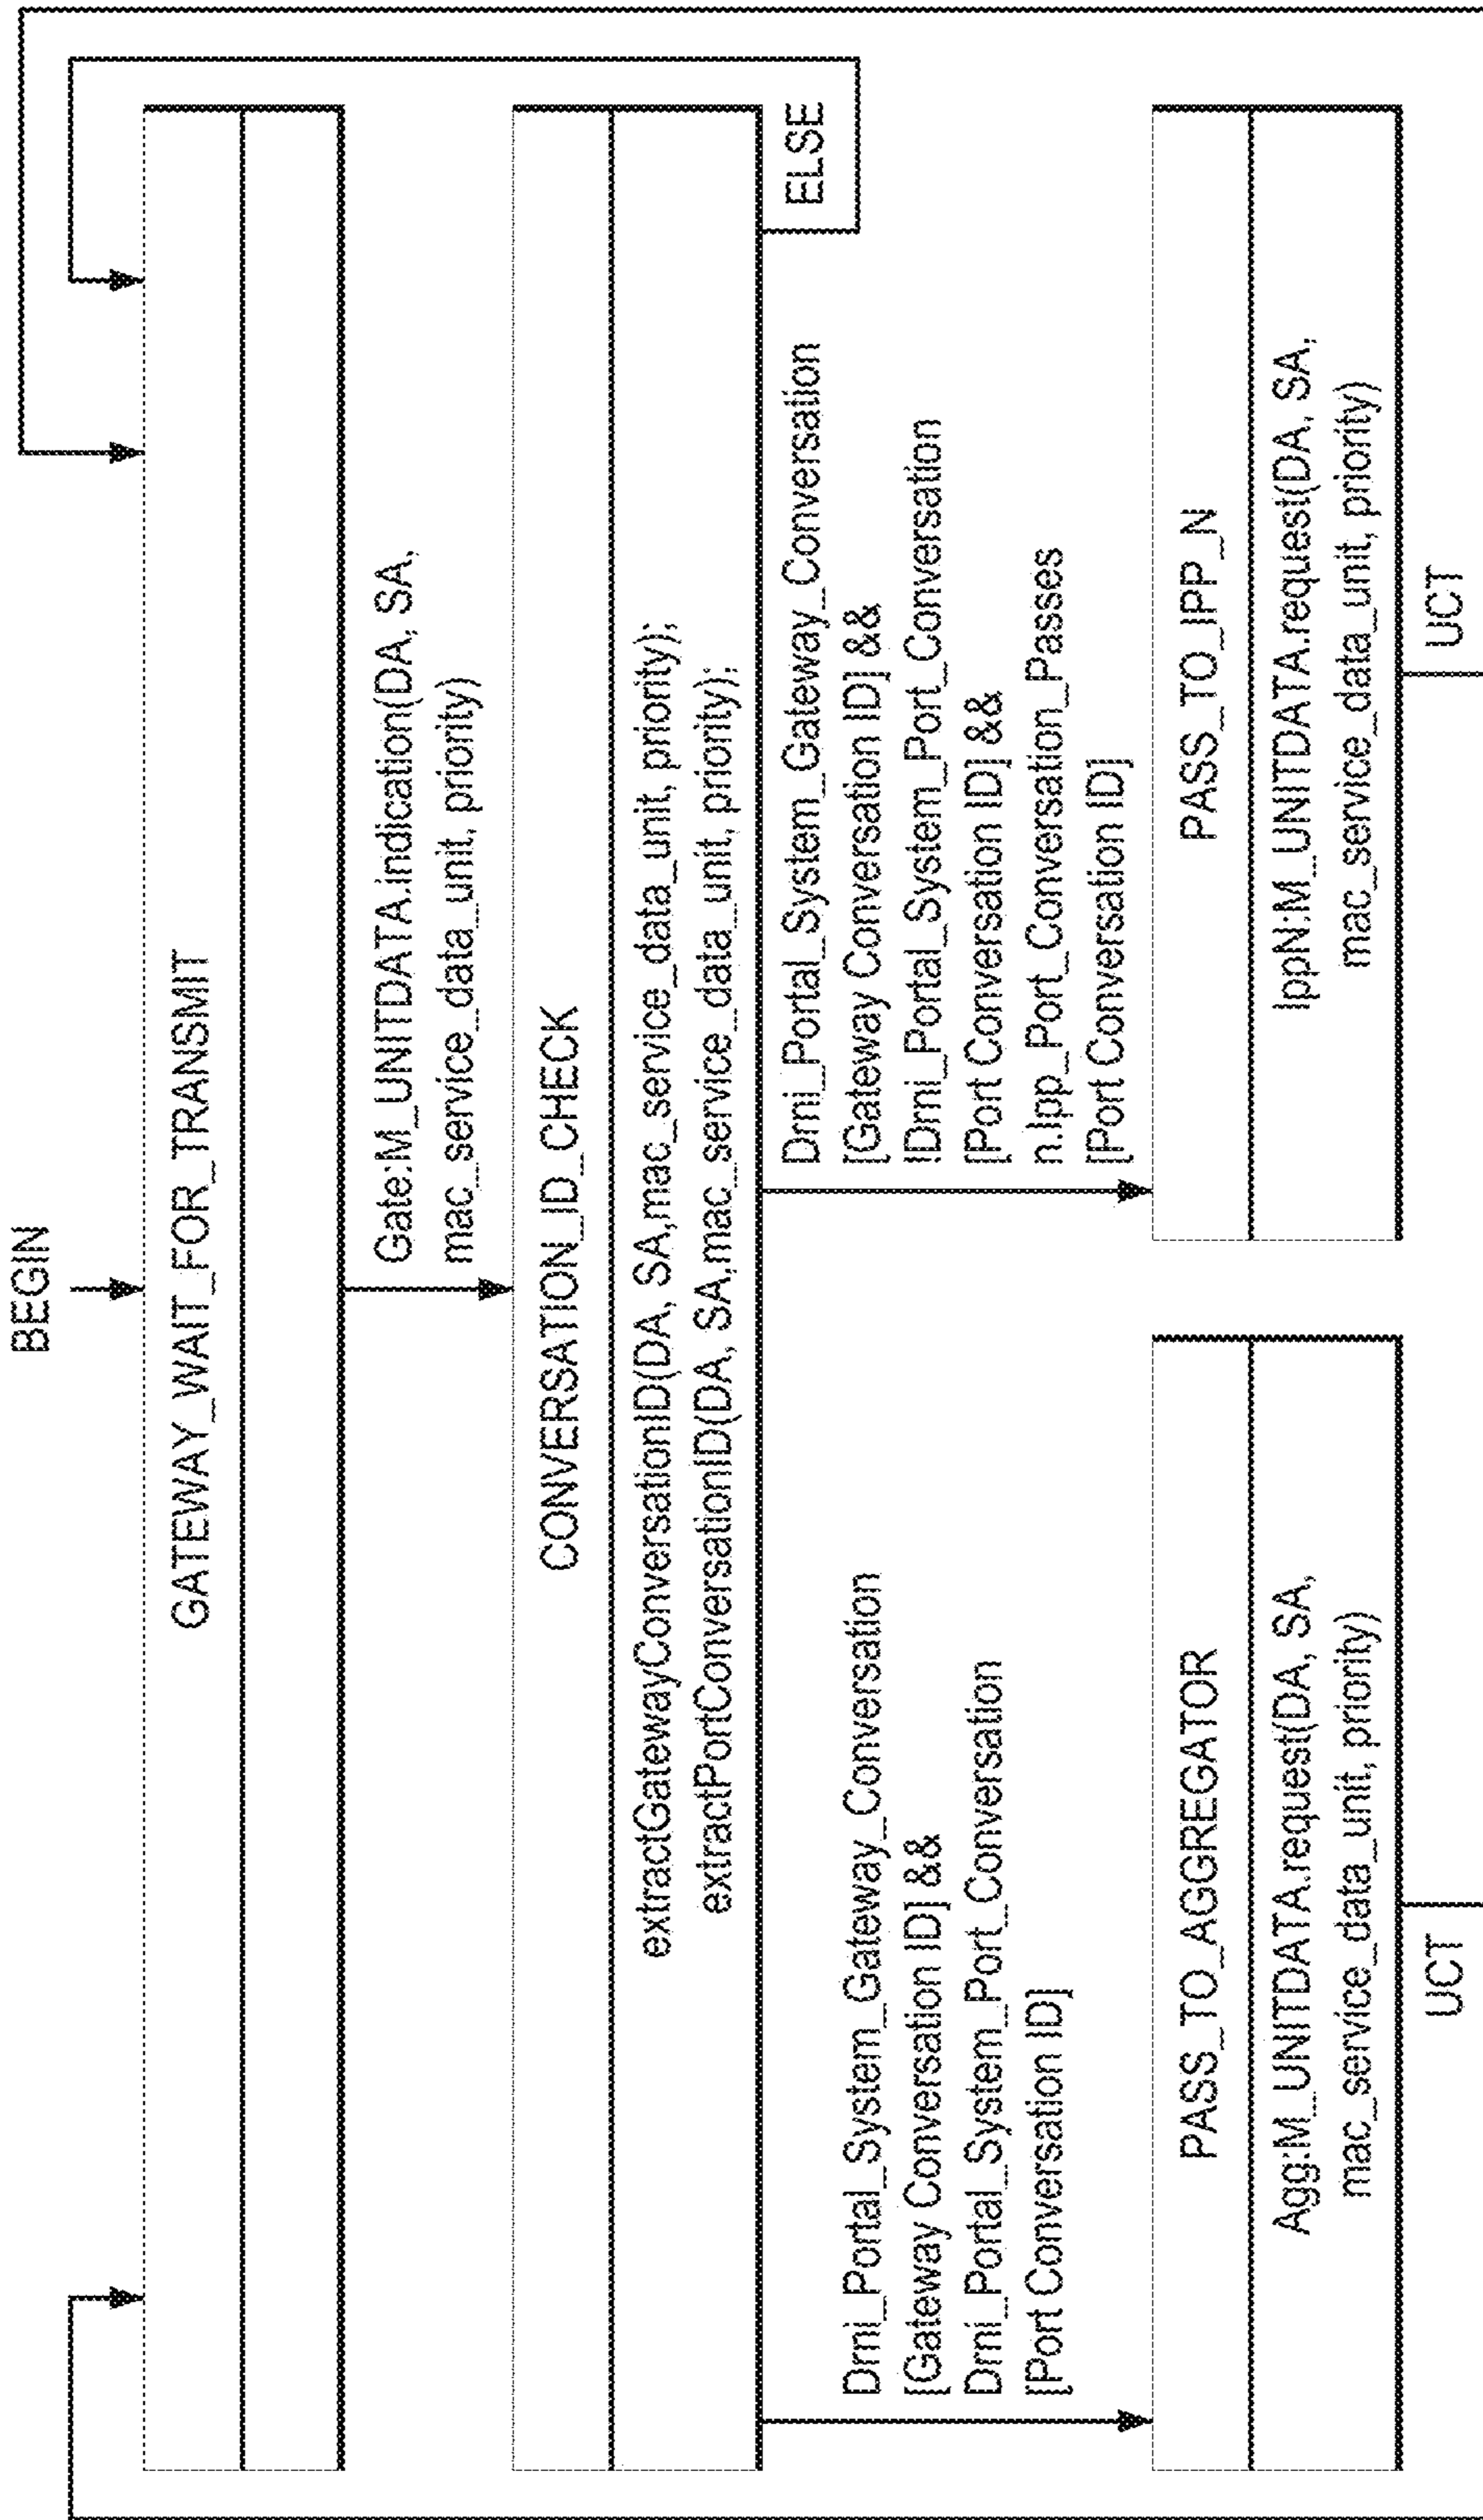 BEGIN
GATEWAY_WAIT_FOR_TRANSMIT
Gate:M_UNITDATA.indication(DA, SA,
mac_service_data_unit, priority)
CONVERSATION_ID_CHECK
extractGatewayConversationID(DA, SA,mac_service_data_unit, priority);
extractPortConversationID(DA, SA,mac_service_data_unit, priority);
ELSE
Drni_Portal_System_Gateway_Conversation
[Gateway Conversation ID] &&
Drni_Portal_System_Port_Conversation
[Port Conversation ID]
Drni_Portal_System_Gateway_Conversation
[Gateway Conversation ID] &&
!Drni_Portal_System_Port_Conversation
[Port Conversation ID] &&
n.Ipp_Port_Conversation_Passes
[Port Conversation ID]
PASS_TO_AGGREGATOR
Agg:M_UNITDATA.request(DA, SA,
mac_service_data_unit, priority)
UCT
PASS_TO_IPP_N
IppN:M_UNITDATA.request(DA, SA,
mac_service_data_unit, priority)
UCT